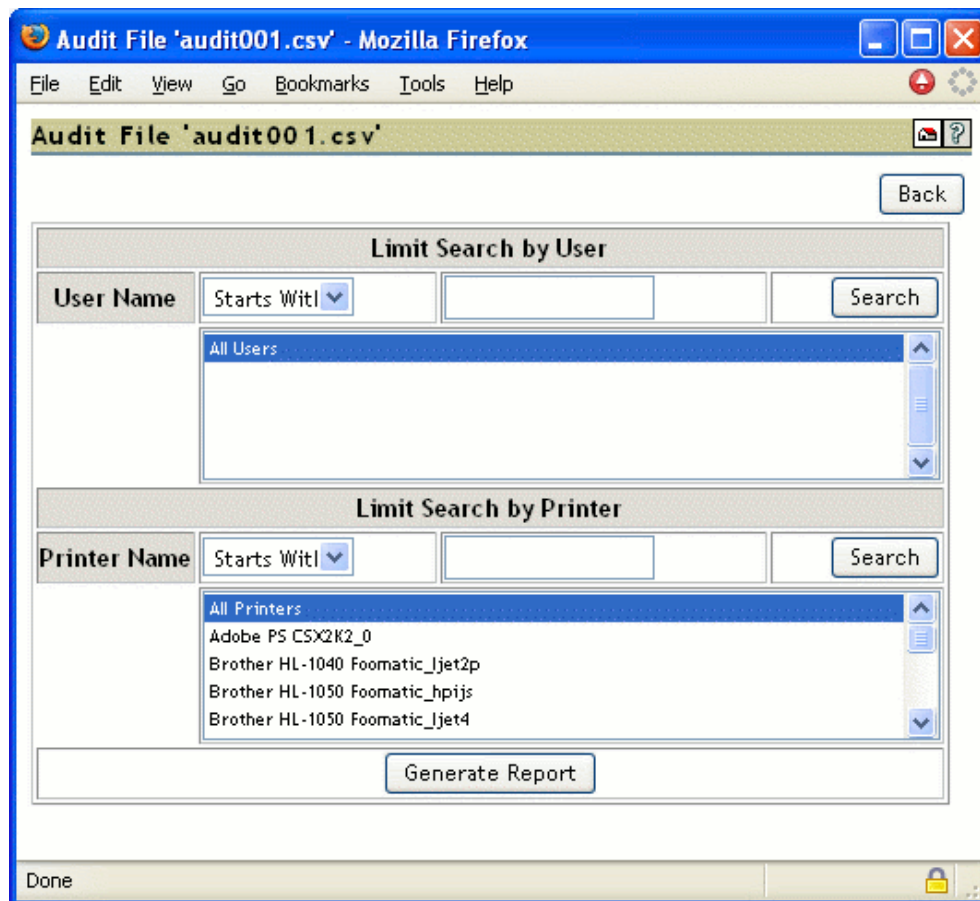 Audit File 'audit001.csv' - Mozilla Firefox
File Edit View Go Bookmarks Tools Help
Audit File 'audit001.csv'
Back
Limit Search by User
User Name Starts Witl Search
All Users
Limit Search by Printer
Printer Name Starts Witl Search
All Printers
Adobe PS CSX2K2_0
Brother HL-1040 Foomatic_ljet2p
Brother HL-1050 Foomatic_hpijs
Brother HL-1050 Foomatic_ljet4
Generate Report
Done